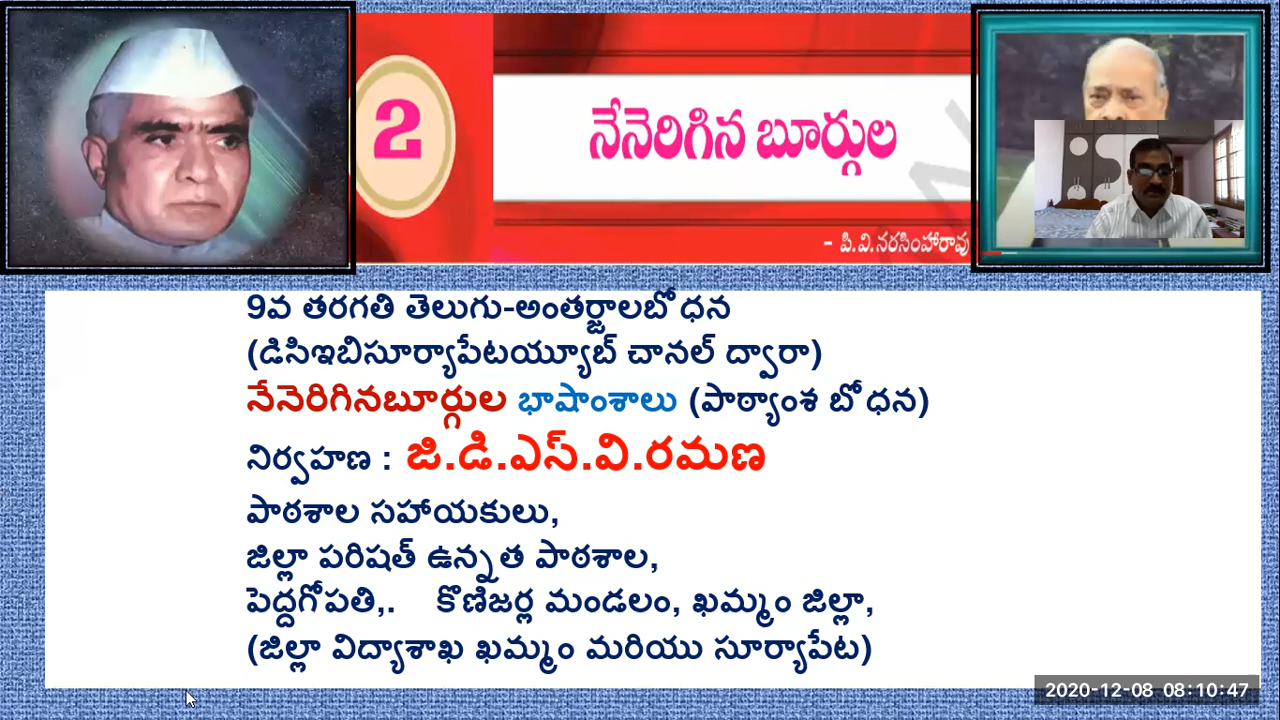 2
నేనెరిగిన బూర్గుల
- పి.వి.నరసింహారావు
9వ తరగతి తెలుగు-అంతర్జాలబోధన
(డిసిఇబిసూర్యాపేటయ్యూబ్ చానల్ ద్వారా)
నేనెరిగినబూర్గుల భాషాంశాలు (పాఠ్యాంశ బోధన)
నిర్వహణ : జి.డి.ఎస్.వి.రమణ
పాఠశాల సహాయకులు,
జిల్లా పరిషత్ ఉన్నత పాఠశాల,
పెద్దగోపతి,. కొణిజర్ల మండలం, ఖమ్మం జిల్లా,
(జిల్లా విద్యాశాఖ ఖమ్మం మరియు సూర్యాపేట)
2020-12-08 08:10:47